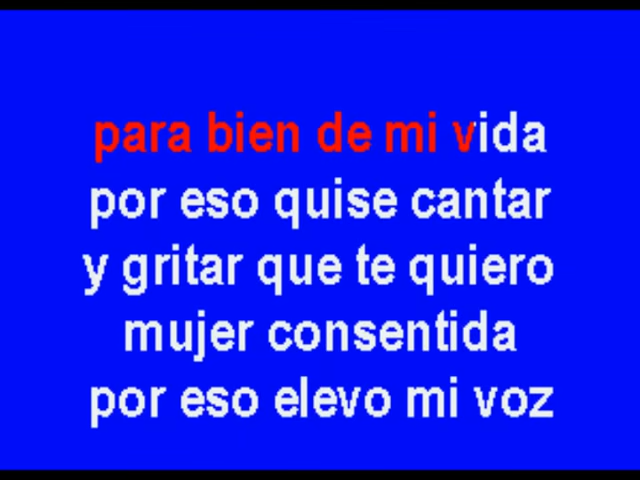 para bien de mi vida
por eso quise cantar
y gritar que te quiero
mujer consentida
por eso elevo mi voz